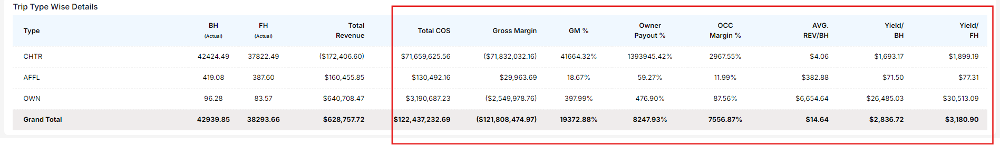 Trip Type Wise Details
Type BH (Actual) FH (Actual) Total Revenue Total COS Gross Margin GM % Owner Payout % OCC Margin % AVG. REV/BH Yield/ BH Yield/ FH
CHTR 42424.49 37822.49 ($172,406.60) $71,659,625.56 ($71,832,032.16) 41664.32% 1393945.42% 2967.55% $4.06 $1,693.17 $1,899.19
AFFL 419.08 387.60 $160,455.85 $130,492.16 $29,963.69 18.67% 59.27% 11.99% $382.88 $71.50 $77.31
OWN 96.28 83.57 $640,708.47 $3,190,687.23 ($2,549,978.76) 397.99% 476.90% 87.56% $6,654.64 $26,485.03 $30,513.09
Grand Total 42939.85 38293.66 $628,757.72 $122,437,232.69 ($121,808,474.97) 19372.88% 8247.93% 7556.87% $14.64 $2,836.72 $3,180.90